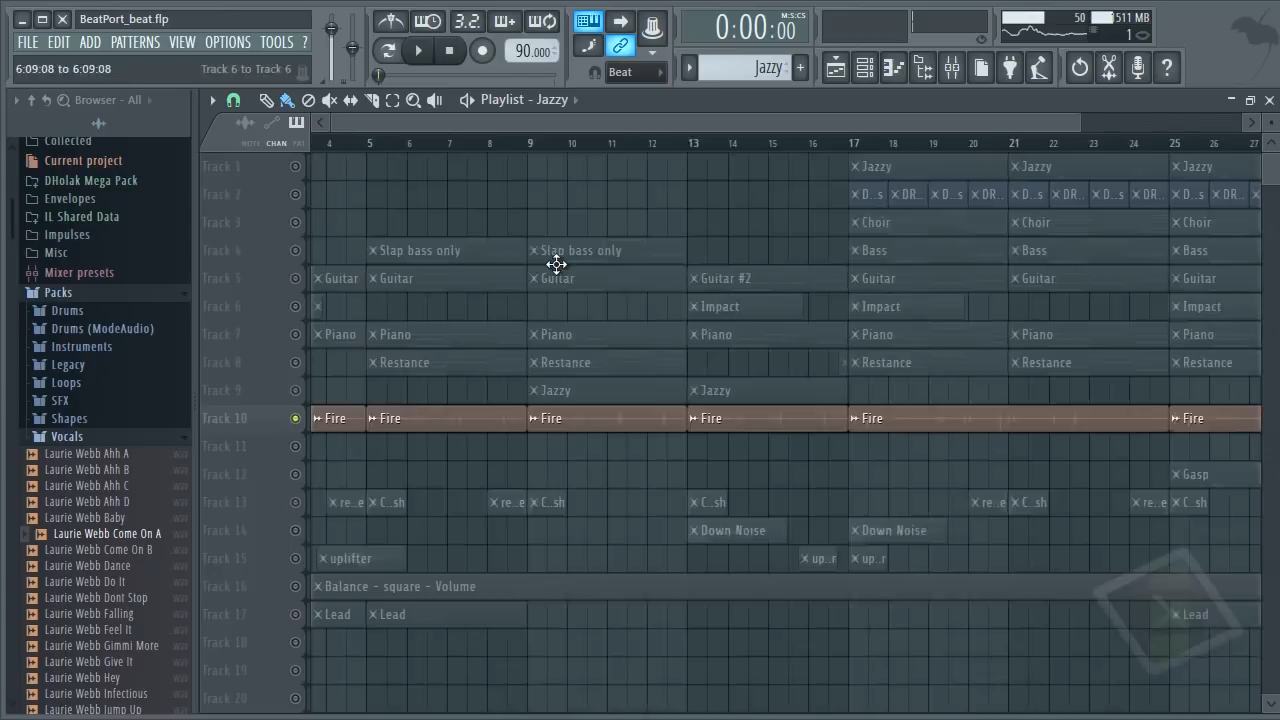 BeatPort_beat.flp
FILE EDIT ADD PATTERNS VIEW OPTIONS TOOLS ?
6:09:08 to 6:09:08 Track 6 to Track 6
3.2.
90.000
Beat
M:S:CS
0:00:00
Jazzy
50 1511 MB
1
Browser - All
Playlist - Jazzy
NOTE CHAN PAT
4 5 6 7 8 9 10 11 12 13 14 15 16 17 18 19 20 21 22 23 24 25 26 27
Collected
Current project
DHolak Mega Pack
Envelopes
IL Shared Data
Impulses
Misc
Mixer presets
Packs
Drums
Drums (ModeAudio)
Instruments
Legacy
Loops
SFX
Shapes
Vocals
Laurie Webb Ahh A
Laurie Webb Ahh B
Laurie Webb Ahh C
Laurie Webb Ahh D
Laurie Webb Baby
Laurie Webb Come On A
Laurie Webb Come On B
Laurie Webb Dance
Laurie Webb Do It
Laurie Webb Dont Stop
Laurie Webb Falling
Laurie Webb Feel It
Laurie Webb Gimmi More
Laurie Webb Give It
Laurie Webb Hey
Laurie Webb Infectious
Laurie Webb Jump Up
Track 1 Jazzy Jazzy Jazzy
Track 2 D..s DR.. D..s DR.. D..s DR.. D..s DR.. D..s DR..
Track 3 Choir Choir Choir
Track 4 Slap bass only Slap bass only Bass Bass Bass
Track 5 Guitar Guitar Guitar Guitar #2 Guitar Guitar Guitar
Track 6 Impact Impact Impact
Track 7 Piano Piano Piano Piano Piano Piano Piano
Track 8 Restance Restance Restance Restance Restance
Track 9 Jazzy Jazzy
Track 10 Fire Fire Fire Fire Fire Fire
Track 11
Track 12 Gasp
Track 13 re..e C..sh re..e C..sh C..sh re..e C..sh re..e C..sh
Track 14 Down Noise Down Noise
Track 15 uplifter up..r up..r
Track 16 Balance - square - Volume
Track 17 Lead Lead Lead
Track 18
Track 19
Track 20